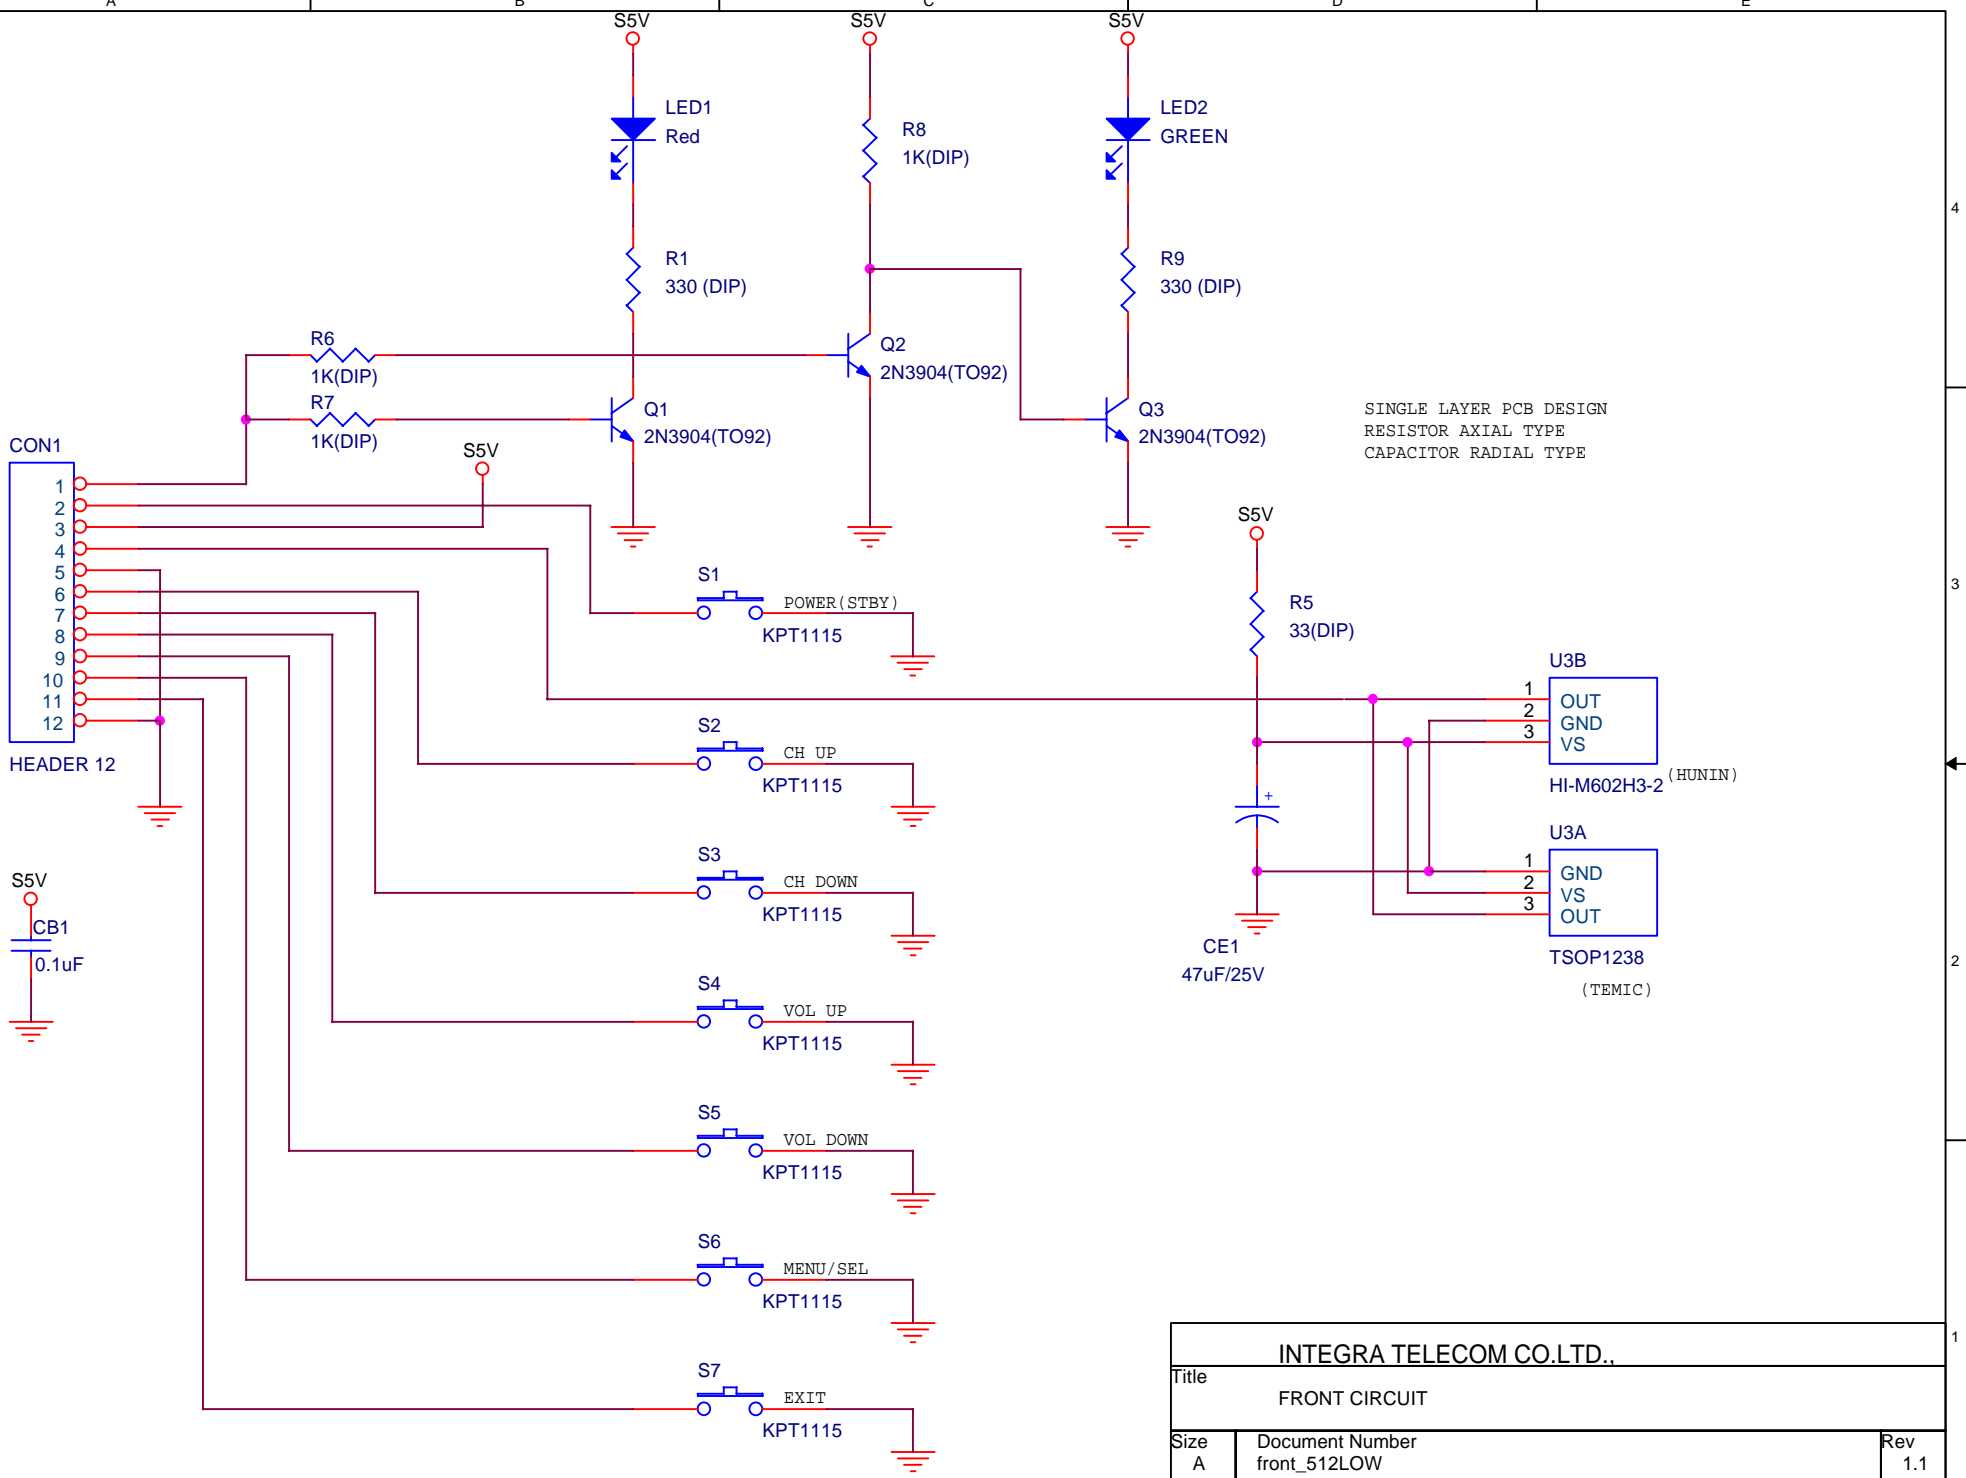 A B C D E
S5V S5V S5V
LED1
Red
R8
1K(DIP)
LED2
GREEN
4
R1
330 (DIP)
R9
330 (DIP)
R6
1K(DIP)
Q2
2N3904(TO92)
R7
1K(DIP)
Q1
2N3904(TO92)
Q3
2N3904(TO92)
SINGLE LAYER PCB DESIGN
RESISTOR AXIAL TYPE
CAPACITOR RADIAL TYPE
CON1
1
2
3
4
5
6
7
8
9
10
11
12
HEADER 12
S5V
S5V
R5
33(DIP)
3
S1
POWER(STBY)
KPT1115
U3B
1 OUT
2 GND
3 VS
HI-M602H3-2
(HUNIN)
S2
CH UP
KPT1115
+
U3A
1 GND
2 VS
3 OUT
TSOP1238
(TEMIC)
CE1
47uF/25V
2
S3
CH DOWN
KPT1115
S5V
CB1
0.1uF
S4
VOL UP
KPT1115
S5
VOL DOWN
KPT1115
S6
MENU/SEL
KPT1115
S7
EXIT
KPT1115
1
INTEGRA TELECOM CO.LTD.,
Title
FRONT CIRCUIT
Size
A
Document Number
front_512LOW
Rev
1.1